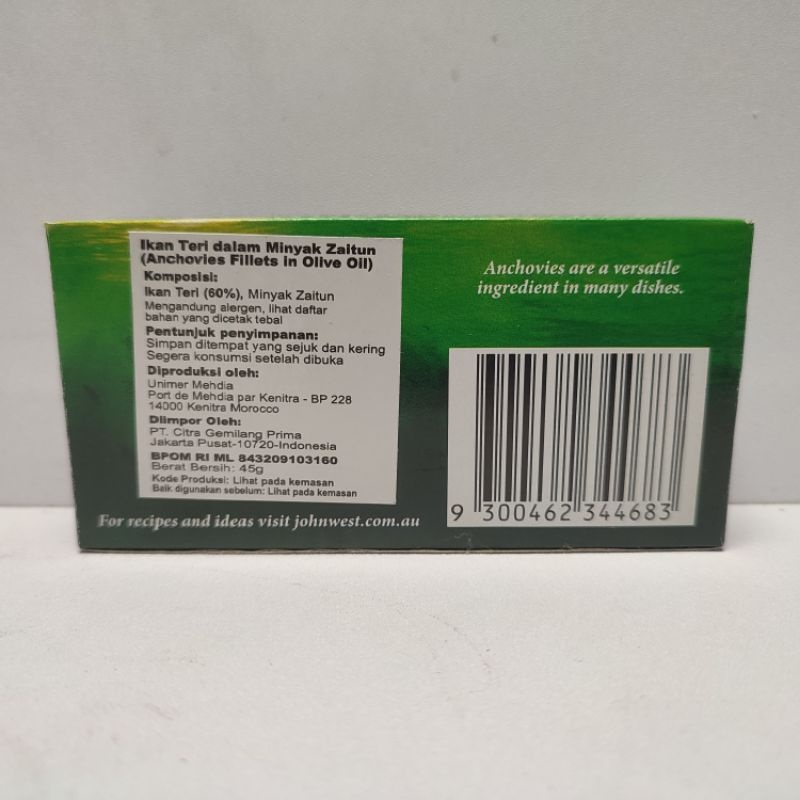 Ikan Teri dalam Minyak Zaitun
(Anchovies Fillets in Olive Oil)
Komposisi:
Ikan Teri (60%), Minyak Zaitun
Mengandung alergen, lihat daftar
bahan yang dicetak tebal
Pentunjuk penyimpanan:
Simpan ditempat yang sejuk dan kering
Segera konsumsi setelah dibuka
Diproduksi oleh:
Unimer Mehdia
Port de Mehdia par Kenitra - BP 228
14000 Kenitra Morocco
Diimpor Oleh:
PT. Citra Gemilang Prima
Jakarta Pusat-10720-Indonesia
BPOM RI ML 843209103160
Berat Bersih: 45g
Kode Produksi: Lihat pada kemasan
Baik digunakan sebelum: Lihat pada kemasan
For recipes and ideas visit johnwest.com.au
Anchovies are a versatile
ingredient in many dishes.
9 300462 344683